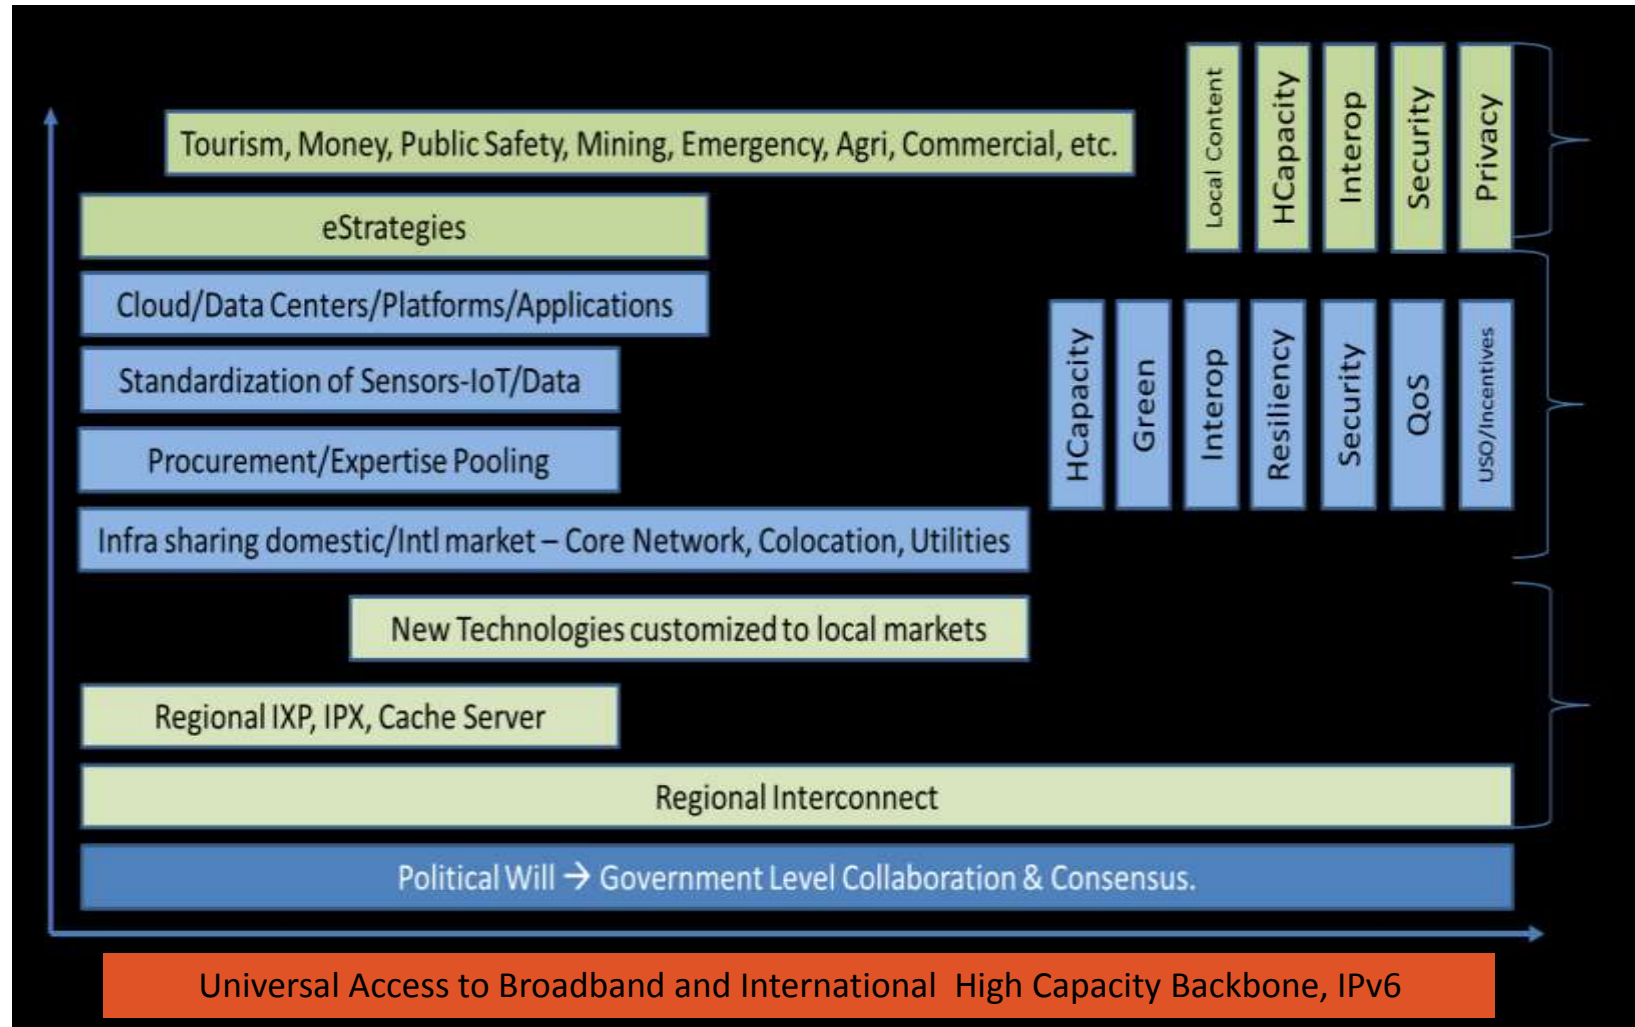 Local Content
HCapacity
Interop
Security
Privacy
Tourism, Money, Public Safety, Mining, Emergency, Agri, Commercial, etc.
eStrategies
Cloud/Data Centers/Platforms/Applications
Standardization of Sensors-IoT/Data
Procurement/Expertise Pooling
Infra sharing domestic/Intl market – Core Network, Colocation, Utilities
HCapacity
Green
Interop
Resiliency
Security
QoS
USO/Incentives
New Technologies customized to local markets
Regional IXP, IPX, Cache Server
Regional Interconnect
Political Will → Government Level Collaboration & Consensus.
Universal Access to Broadband and International High Capacity Backbone, IPv6